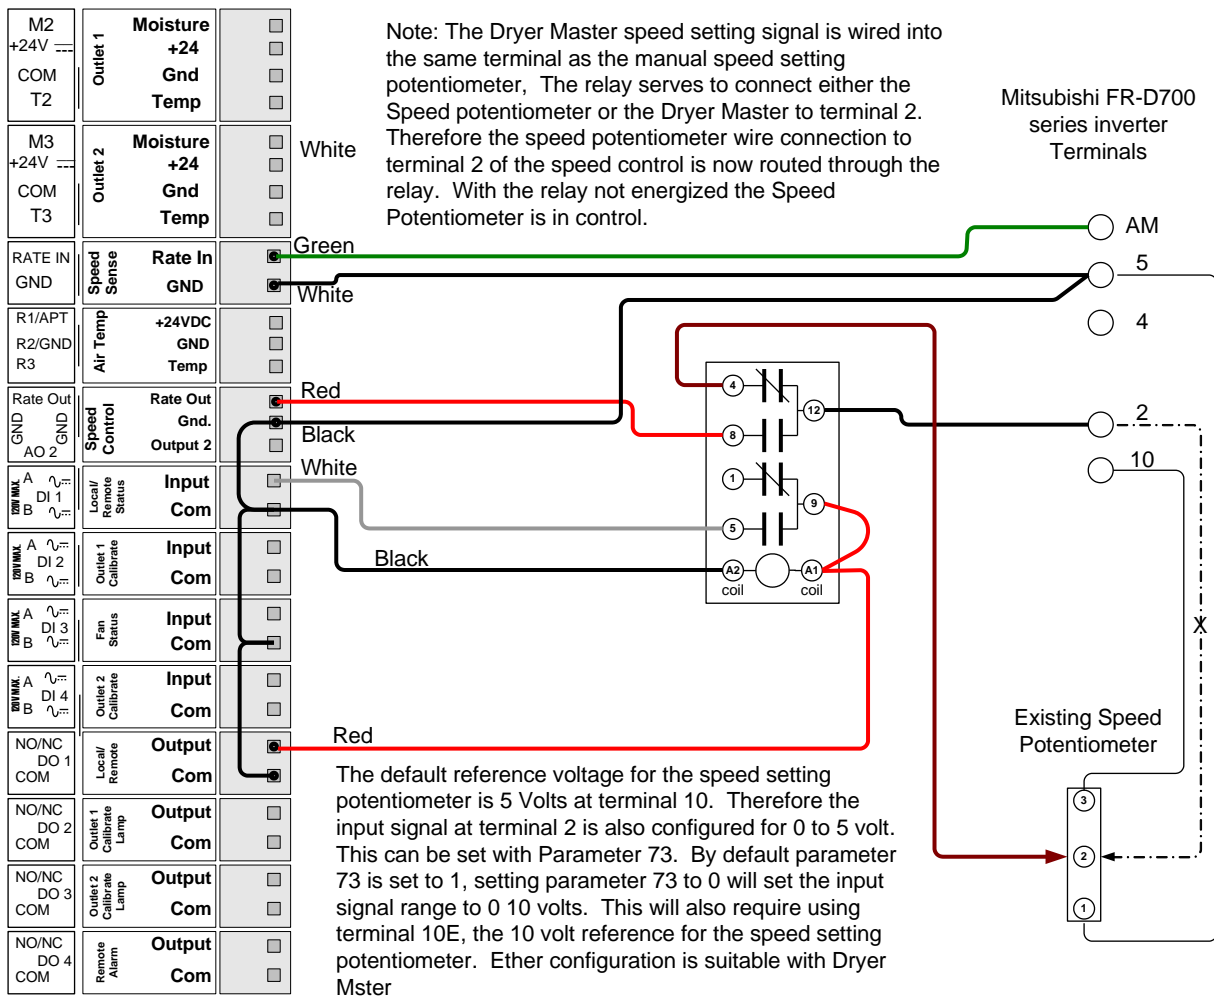 M2
+24V
COM
T2
Outlet 1
Moisture
+24
Gnd
Temp
M3
+24V
COM
T3
Outlet 2
Moisture
+24
Gnd
Temp
White
RATE IN
GND
Speed
Sense
Rate In
GND
Green
White
R1/APT
R2/GND
R3
Air Temp
+24VDC
GND
Temp
Rate Out
GND
GND
AO 2
Speed
Control
Rate Out
Gnd.
Output 2
Red
Black
120V MAX.
A
DI 1
B
Local/
Remote
Status
Input
Com
White
120V MAX.
A
DI 2
B
Outlet 1
Calibrate
Input
Com
Black
120V MAX.
A
DI 3
B
Fan
Status
Input
Com
120V MAX.
A
DI 4
B
Outlet 2
Calibrate
Input
Com
NO/NC
DO 1
COM
Local/
Remote
Output
Com
Red
NO/NC
DO 2
COM
Outlet 1
Calibrate
Lamp
Output
Com
NO/NC
DO 3
COM
Outlet 2
Calibrate
Lamp
Output
Com
NO/NC
DO 4
COM
Remote
Alarm
Output
Com
Note: The Dryer Master speed setting signal is wired into
the same terminal as the manual speed setting
potentiometer, The relay serves to connect either the
Speed potentiometer or the Dryer Master to terminal 2.
Therefore the speed potentiometer wire connection to
terminal 2 of the speed control is now routed through the
relay. With the relay not energized the Speed
Potentiometer is in control.
Mitsubishi FR-D700
series inverter
Terminals
AM
5
4
2
10
4
12
8
1
9
5
A2
A1
coil
coil
X
Existing Speed
Potentiometer
3
2
1
The default reference voltage for the speed setting
potentiometer is 5 Volts at terminal 10. Therefore the
input signal at terminal 2 is also configured for 0 to 5 volt.
This can be set with Parameter 73. By default parameter
73 is set to 1, setting parameter 73 to 0 will set the input
signal range to 0 10 volts. This will also require using
terminal 10E, the 10 volt reference for the speed setting
potentiometer. Ether configuration is suitable with Dryer
Mster